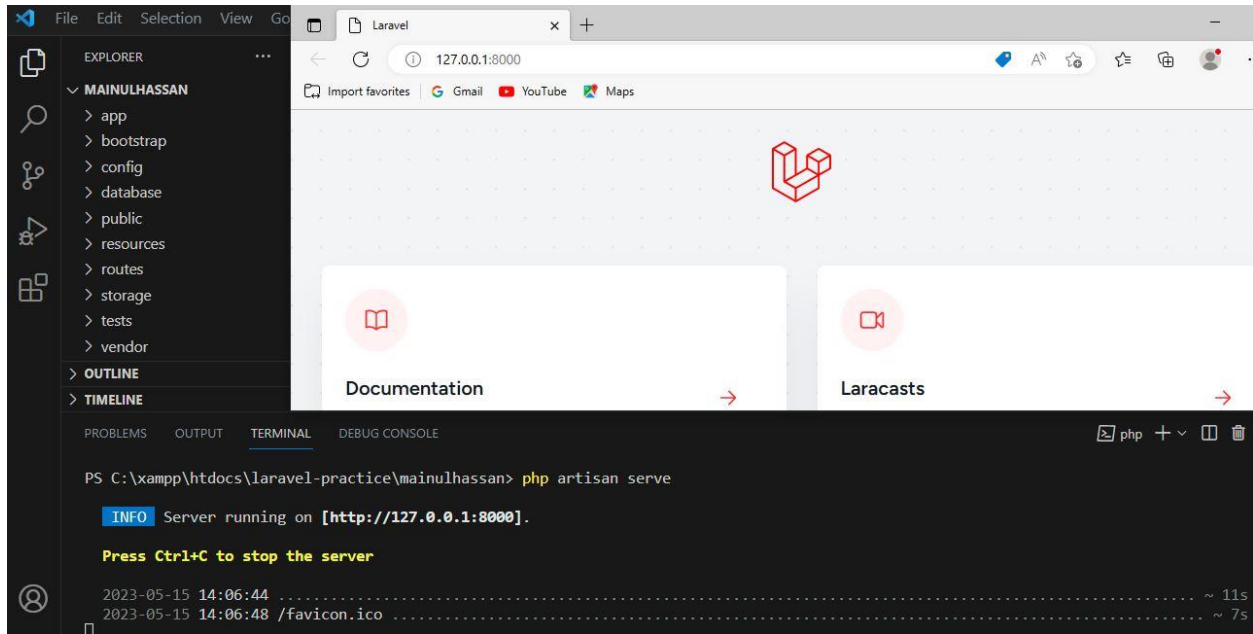 File Edit Selection View Go
Laravel
EXPLORER
127.0.0.1:8000
MAINULHASSAN
Import favorites Gmail YouTube Maps
app
bootstrap
config
database
public
resources
routes
storage
tests
vendor
OUTLINE
TIMELINE
Documentation
Laracasts
PROBLEMS OUTPUT TERMINAL DEBUG CONSOLE
php
PS C:\xampp\htdocs\laravel-practice\mainulhassan> php artisan serve
INFO Server running on [http://127.0.0.1:8000].
Press Ctrl+C to stop the server
2023-05-15 14:06:44 ........................................................................................................... ~ 11s
2023-05-15 14:06:48 /favicon.ico ............................................................................................... ~ 7s